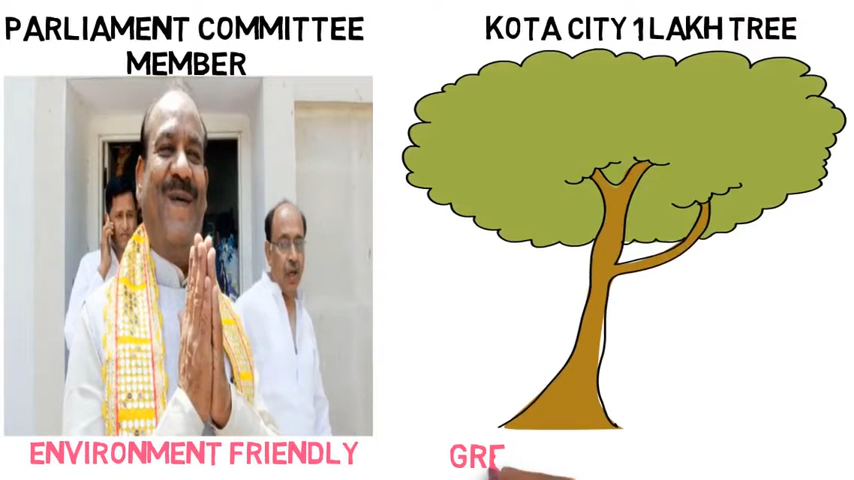 PARLIAMENT COMMITTEE
MEMBER
KOTA CITY 1 LAKH TREE
ENVIRONMENT FRIENDLY
GRE